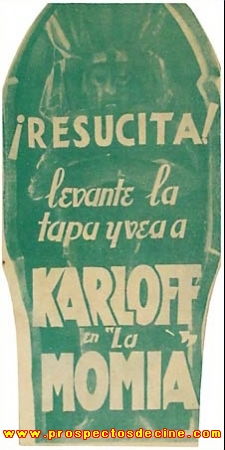 ¡RESUCITA!
levante la
tapa y vea a
KARLOFF
en "La
MOMIA"
www.prospectosdecine.com